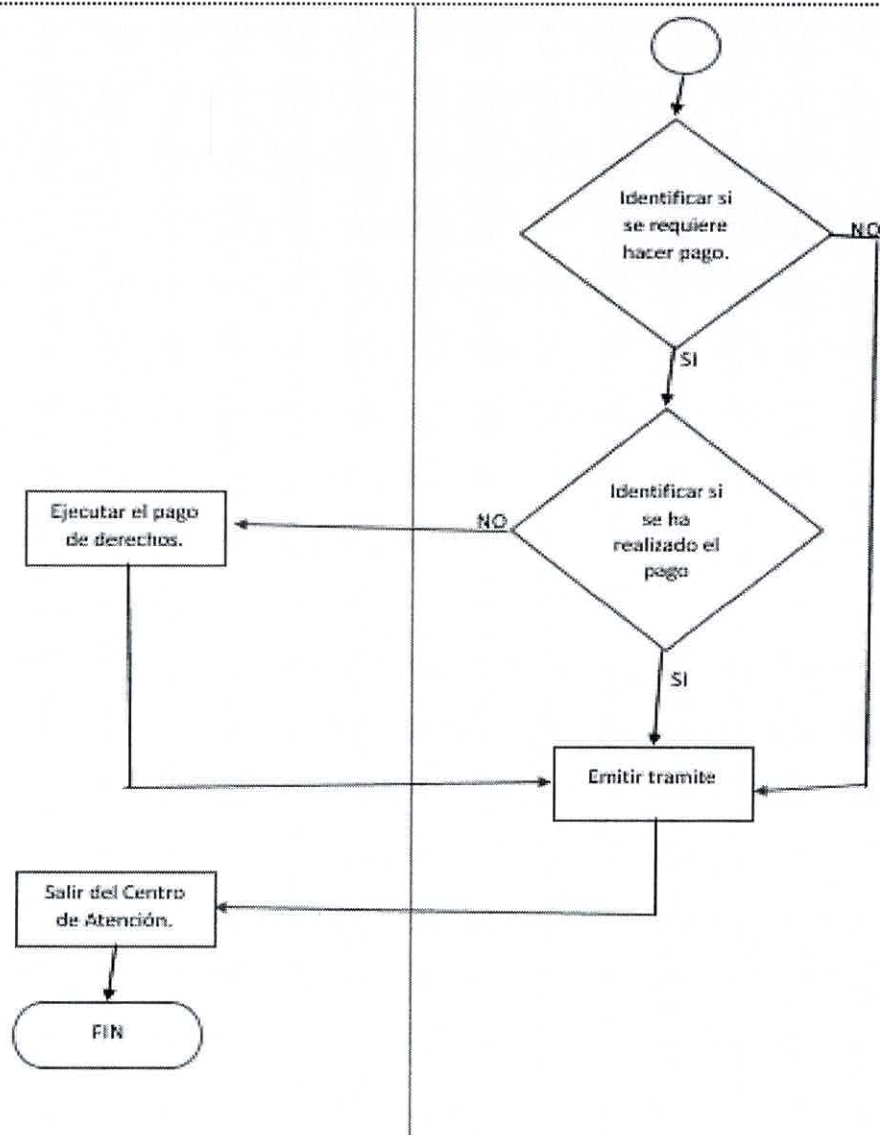 Identificar si
se requiere
hacer pago.
NO
SI
Identificar si
se ha
realizado el
pago
NO
Ejecutar el pago
de derechos.
SI
Emitir tramite
Salir del Centro
de Atención.
FIN